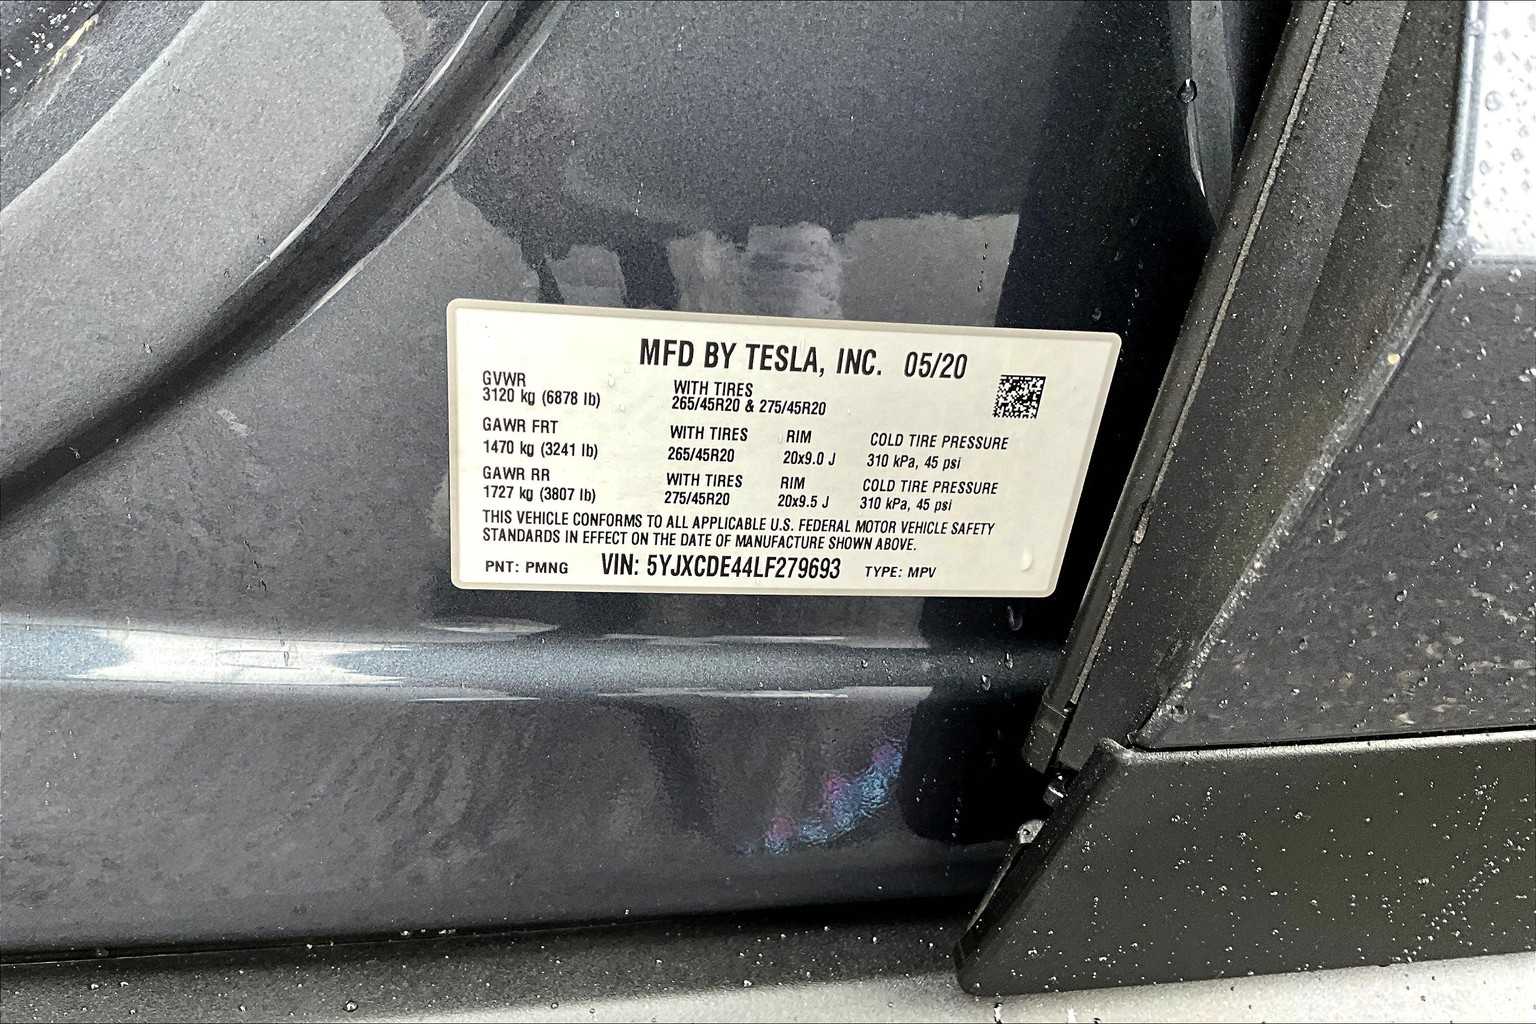 MFD BY TESLA, INC. 05/20
GVWR
3120 kg (6878 lb)
WITH TIRES
265/45R20 & 275/45R20
GAWR FRT
1470 kg (3241 lb)
WITH TIRES
265/45R20
RIM
20x9.0 J
COLD TIRE PRESSURE
310 kPa, 45 psi
GAWR RR
1727 kg (3807 lb)
WITH TIRES
275/45R20
RIM
20x9.5 J
COLD TIRE PRESSURE
310 kPa, 45 psi
THIS VEHICLE CONFORMS TO ALL APPLICABLE U.S. FEDERAL MOTOR VEHICLE SAFETY
STANDARDS IN EFFECT ON THE DATE OF MANUFACTURE SHOWN ABOVE.
PNT: PMNG VIN: 5YJXCDE44LF279693 TYPE: MPV